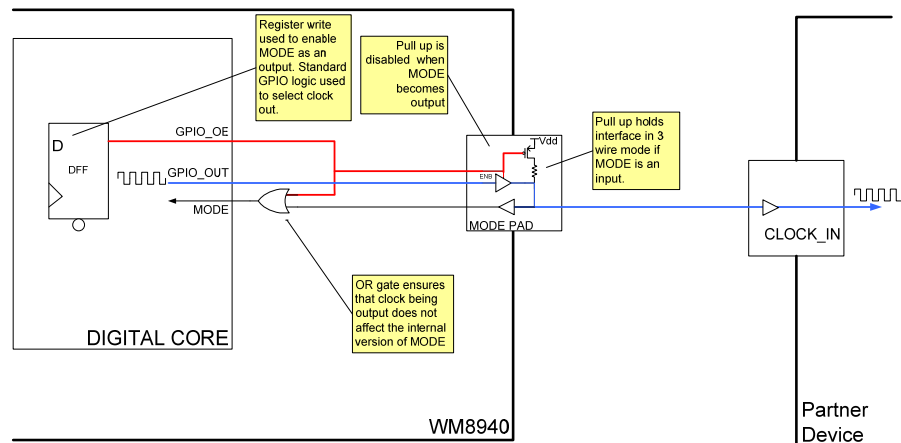 Register write
used to enable
MODE as an
output. Standard
GPIO logic used
to select clock
out.
Pull up is
disabled when
MODE
becomes
output
Pull up holds
interface in 3
wire mode if
MODE is an
input.
GPIO_OE
D
DFF
GPIO_OUT
MODE
Vdd
ENB
MODE PAD
CLOCK_IN
OR gate ensures
that clock being
output does not
affect the internal
version of MODE
DIGITAL CORE
WM8940
Partner
Device